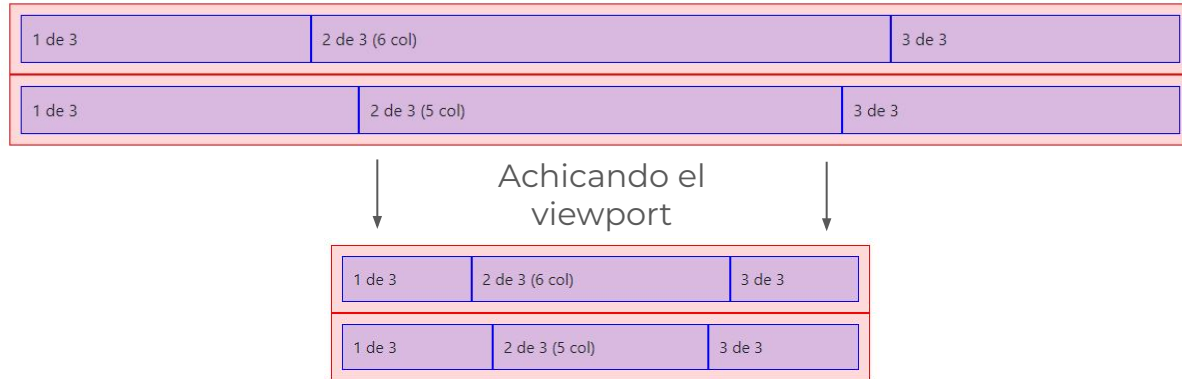 1 de 3 2 de 3 (6 col) 3 de 3
1 de 3 2 de 3 (5 col) 3 de 3
Achicando el
viewport
1 de 3 2 de 3 (6 col) 3 de 3
1 de 3 2 de 3 (5 col) 3 de 3